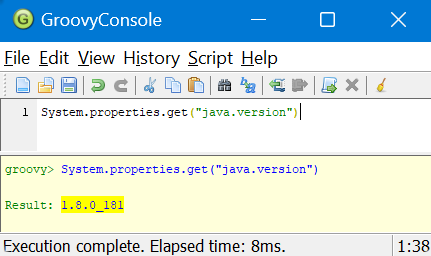 GroovyConsole
File Edit View History Script Help
1 System.properties.get("java.version")
groovy> System.properties.get("java.version")
Result: 1.8.0_181
Execution complete. Elapsed time: 8ms. 1:38